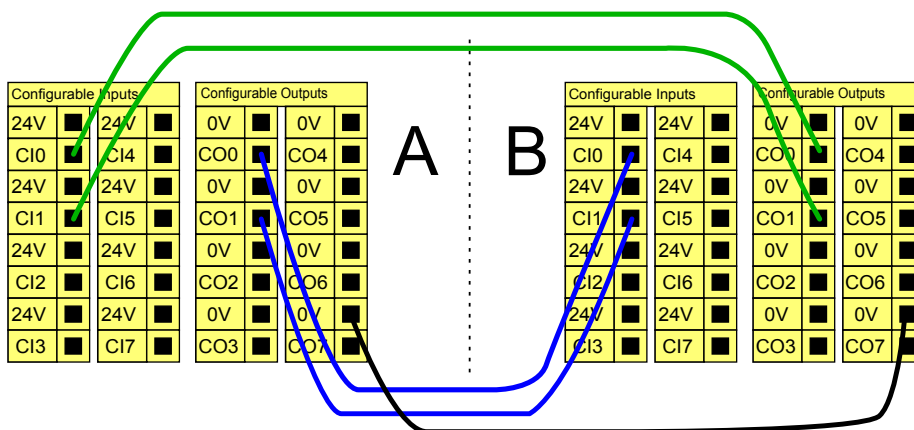 Configurable Inputs Configurable Outputs Configurable Inputs Configurable Outputs
24V 24V 0V 0V A B 24V 24V 0V 0V
CI0 CI4 CO0 CO4 CI0 CI4 CO0 CO4
24V 24V 0V 0V 24V 24V 0V 0V
CI1 CI5 CO1 CO5 CI1 CI5 CO1 CO5
24V 24V 0V 0V 24V 24V 0V 0V
CI2 CI6 CO2 CO6 CI2 CI6 CO2 CO6
24V 24V 0V 0V 24V 24V 0V 0V
CI3 CI7 CO3 CO7 CI3 CI7 CO3 CO7